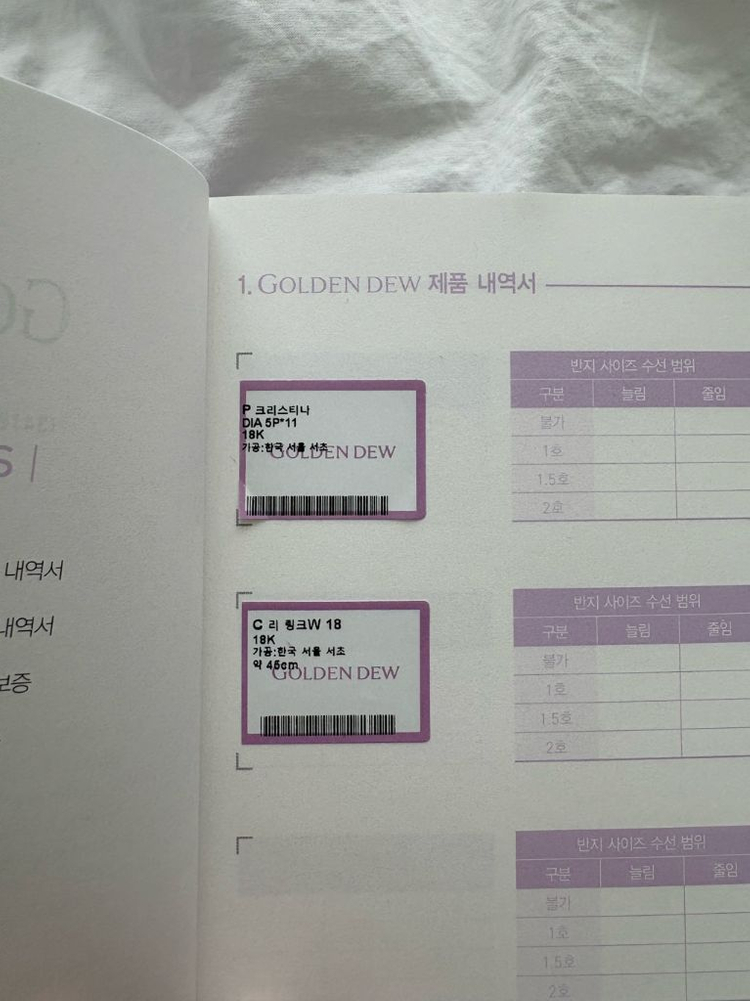 1. GOLDEN DEW 제품 내역서
P 크리스티나
DIA 5P*11
18K
가공:한국 서울 서초
GOLDEN DEW
반지 사이즈 수선 범위
구분 늘림 줄임
불가
1호
1.5호
2호
C 리 링크W 18
18K
가공:한국 서울 서초
약 45cm
GOLDEN DEW
반지 사이즈 수선 범위
구분 늘림 줄임
불가
1호
1.5호
2호
반지 사이즈 수선 범위
구분 늘림 줄임
불가
1호
1.5호
2호
S |
내역서
내역서
보증